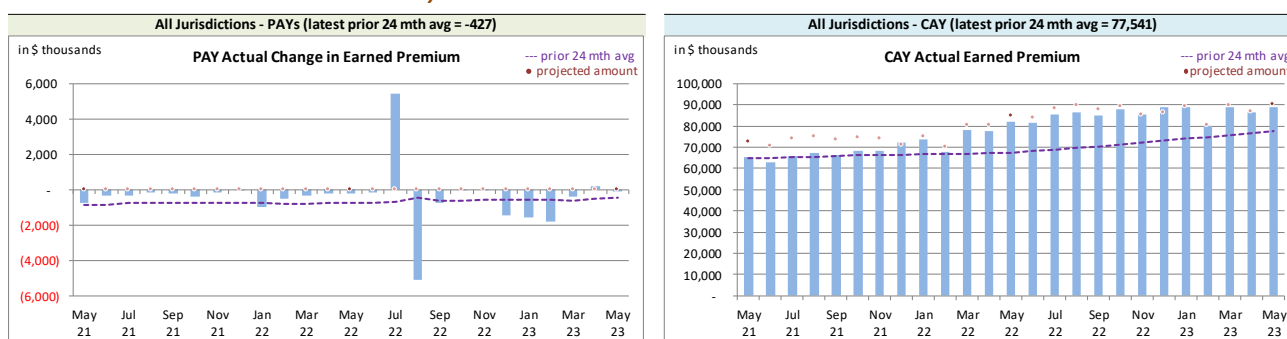 All Jurisdictions - PAYs (latest prior 24 mth avg = -427)
in $ thousands
PAY Actual Change in Earned Premium
--- prior 24 mth avg
• projected amount
6,000
4,000
2,000
-
(2,000)
(4,000)
(6,000)
May 21
Jul 21
Sep 21
Nov 21
Jan 22
Mar 22
May 22
Jul 22
Sep 22
Nov 22
Jan 23
Mar 23
May 23
All Jurisdictions - CAY (latest prior 24 mth avg = 77,541)
in $ thousands
CAY Actual Earned Premium
--- prior 24 mth avg
• projected amount
100,000
90,000
80,000
70,000
60,000
50,000
40,000
30,000
20,000
10,000
-
May 21
Jul 21
Sep 21
Nov 21
Jan 22
Mar 22
May 22
Jul 22
Sep 22
Nov 22
Jan 23
Mar 23
May 23